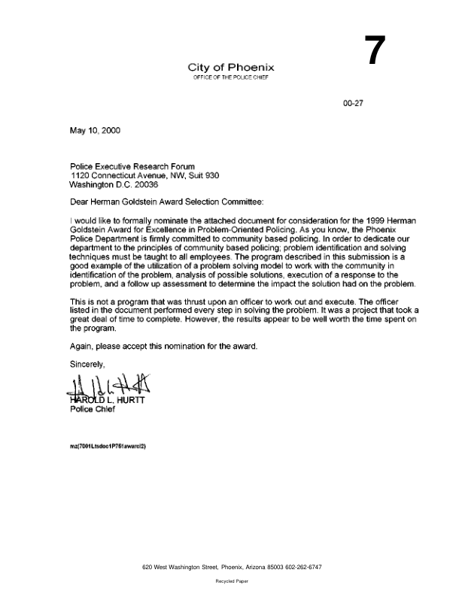 7
City of Phoenix
OFFICE OF THE POLICE CHIEF
00-27
May 10, 2000
Police Executive Research Forum
1120 Connecticut Avenue, NW, Suit 930
Washington D.C. 20036
Dear Herman Goldstein Award Selection Committee:
I would like to formally nominate the attached document for consideration for the 1999 Herman
Goldstein Award for Excellence in Problem-Oriented Policing. As you know, the Phoenix
Police Department is firmly committed to community based policing. In order to dedicate our
department to the principles of community based policing; problem identification and solving
techniques must be taught to all employees. The program described in this submission is a
good example of the utilization of a problem solving model to work with the community in
identification of the problem, analysis of possible solutions, execution of a response to the
problem, and a follow up assessment to determine the impact the solution had on the problem.
This is not a program that was thrust upon an officer to work out and execute. The officer
listed in the document performed every step in solving the problem. It was a project that took a
great deal of time to complete. However, the results appear to be well worth the time spent on
the program.
Again, please accept this nomination for the award.
Sincerely,
HAROLD L. HURTT
Police Chief
620 West Washington Street, Phoenix, Arizona 85003 602-262-6747
Recycled Paper